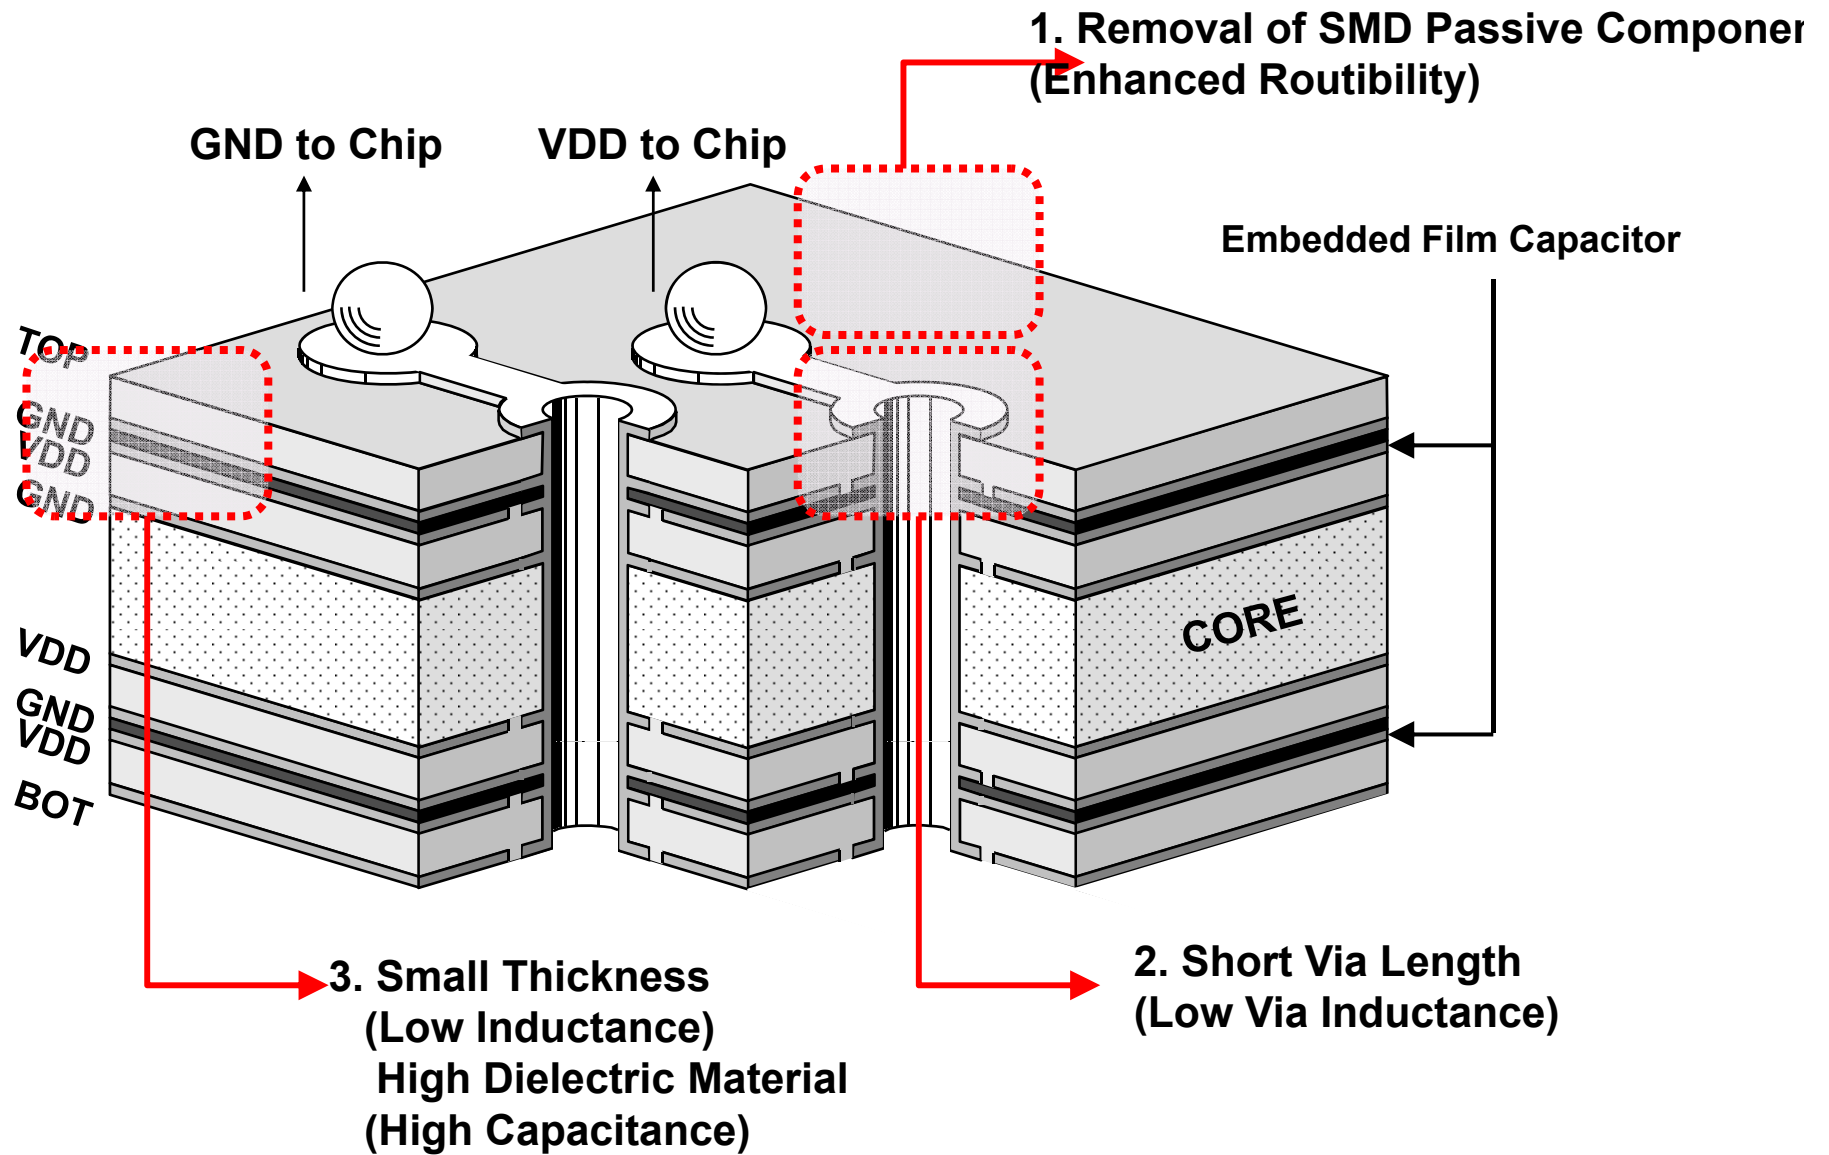 1. Removal of SMD Passive
(Enhanced Routibility)
GND to Chip
VDD to Chip
Embedded Film Capacitor
TOP
GND
VDD
GND
CORE
VDD
GND
VDD
BOT
3. Small Thickness
(Low Inductance)
High Dielectric Material
(High Capacitance)
2. Short Via Length
(Low Via Inductance)